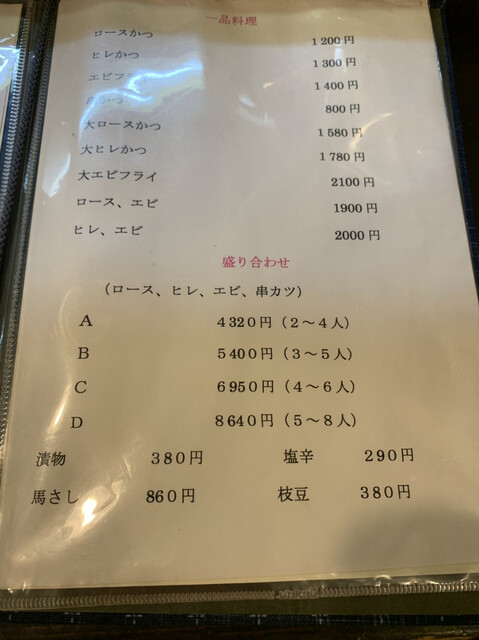 一品料理
ロースかつ 1200円
ヒレかつ 1300円
エビフ 1400円
かつ 800円
大ロースかつ 1580円
大ヒレかつ 1780円
大エビフライ 2100円
ロース、エビ 1900円
ヒレ、エビ 2000円
盛り合わせ
(ロース、ヒレ、エビ、串カツ)
A 4320円(2～4人)
B 5400円(3～5人)
C 6950円(4～6人)
D 8640円(5～8人)
漬物 380円 塩辛 290円
馬さし 860円 枝豆 380円